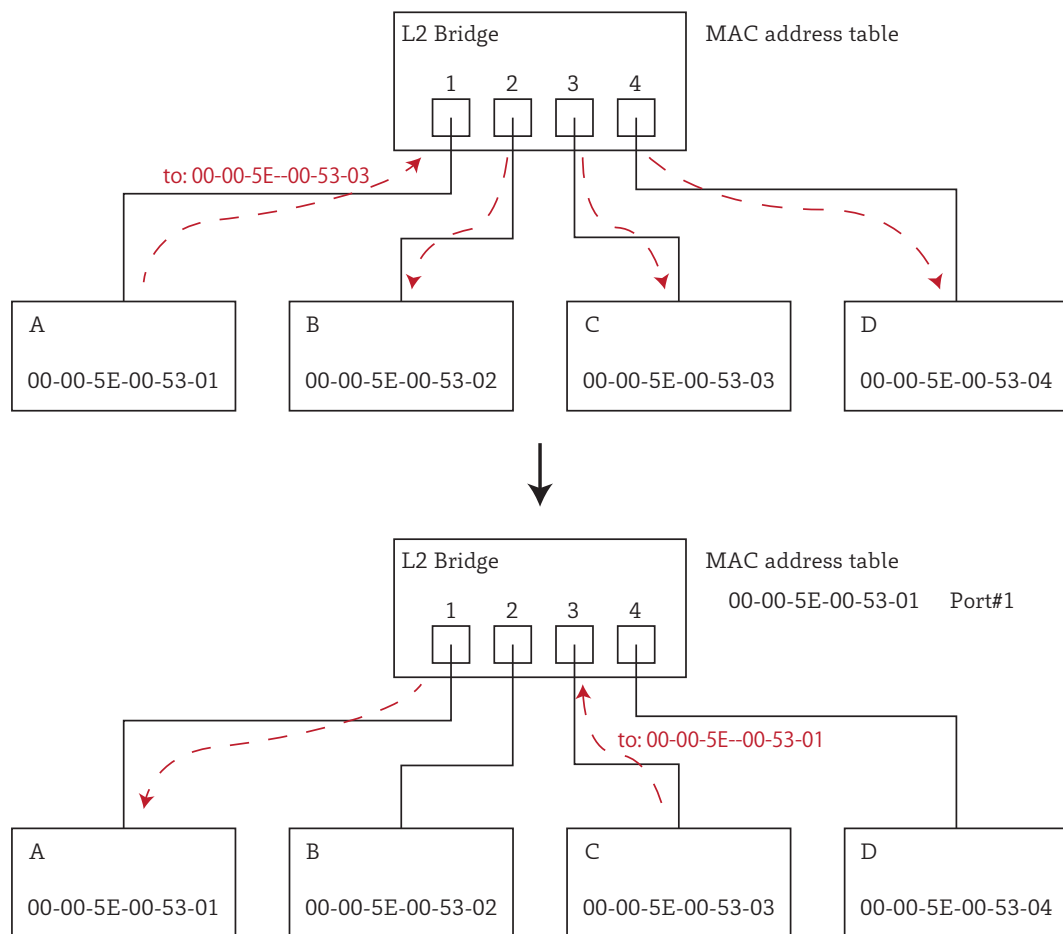 L2 Bridge
MAC address table
1 2 3 4
to: 00-00-5E--00-53-03
A
B
C
D
00-00-5E-00-53-01
00-00-5E-00-53-02
00-00-5E-00-53-03
00-00-5E-00-53-04
L2 Bridge
MAC address table
00-00-5E-00-53-01 Port#1
1 2 3 4
to: 00-00-5E--00-53-01
A
B
C
D
00-00-5E-00-53-01
00-00-5E-00-53-02
00-00-5E-00-53-03
00-00-5E-00-53-04